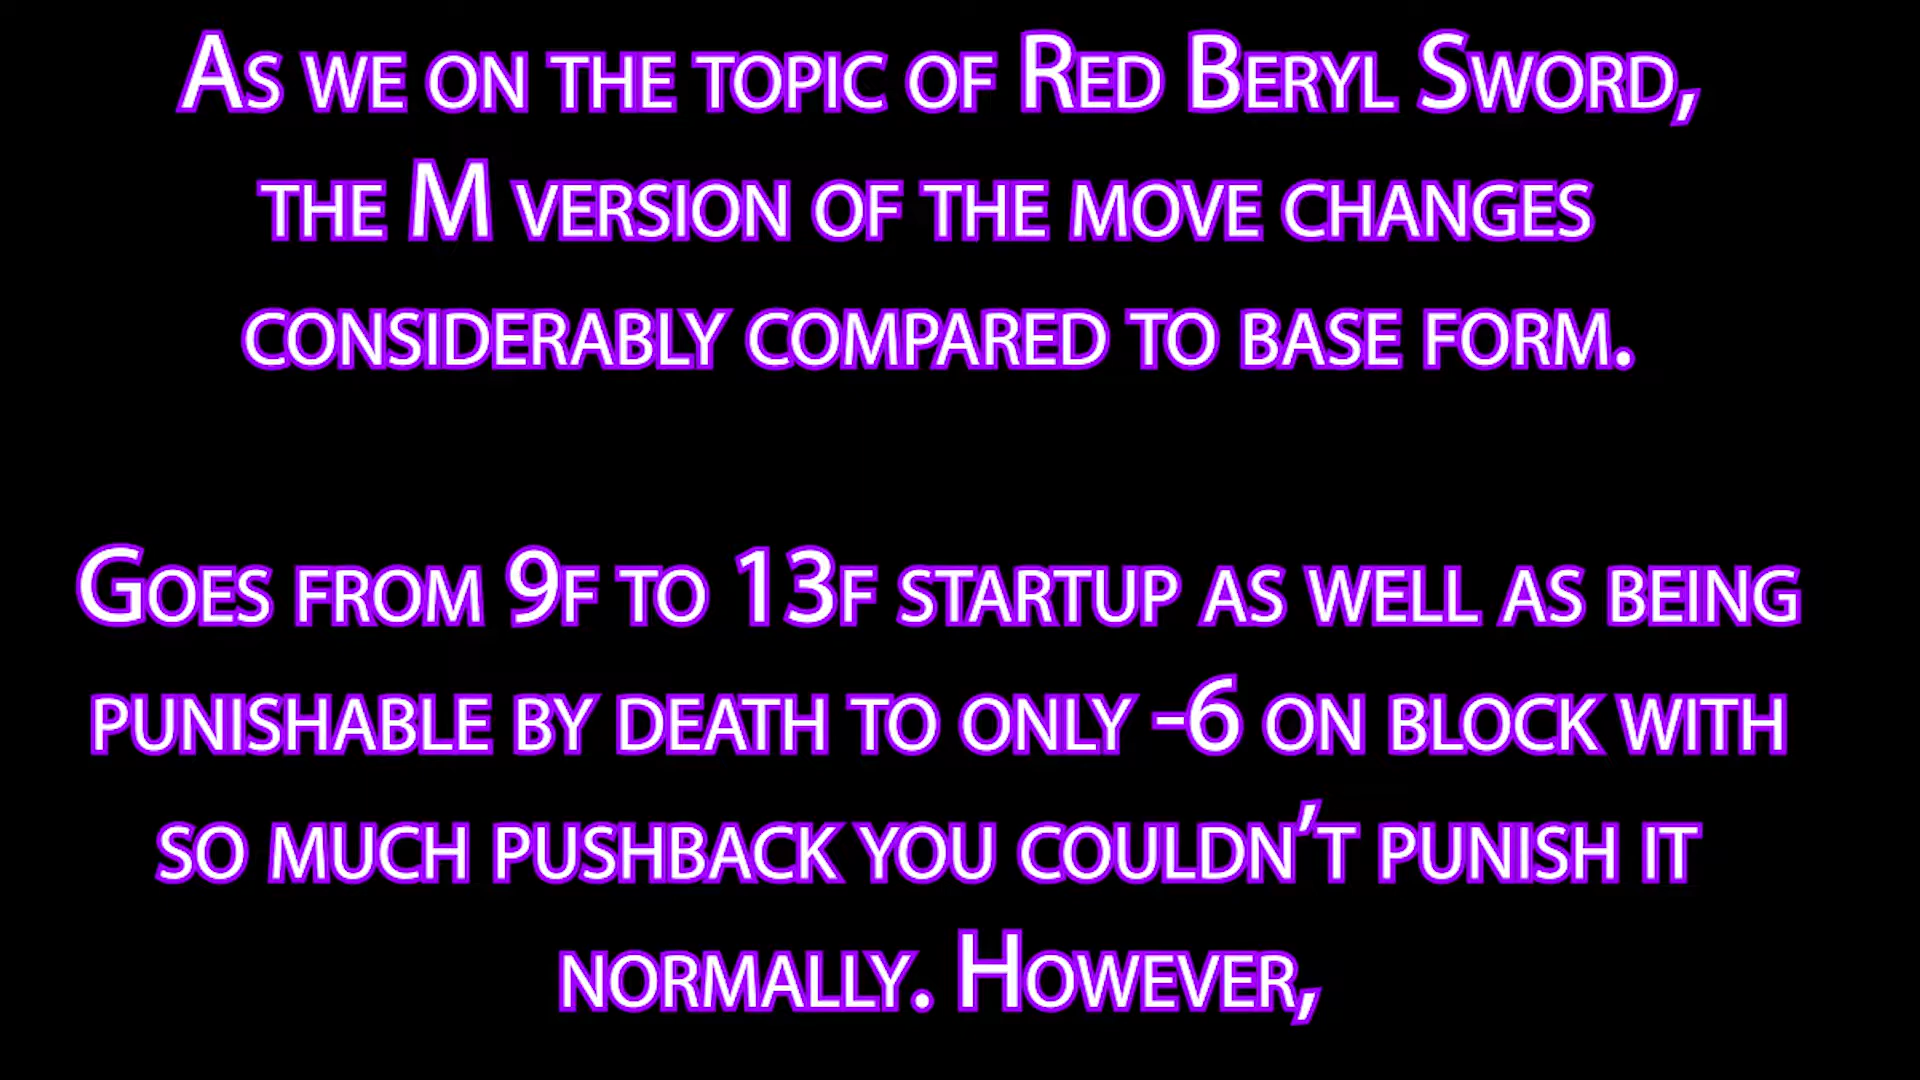 As we on the topic of Red Beryl Sword,
the M version of the move changes
considerably compared to base form.
Goes from 9f to 13f startup as well as being
punishable by death to only -6 on block with
so much pushback you couldn't punish it
normally. However,